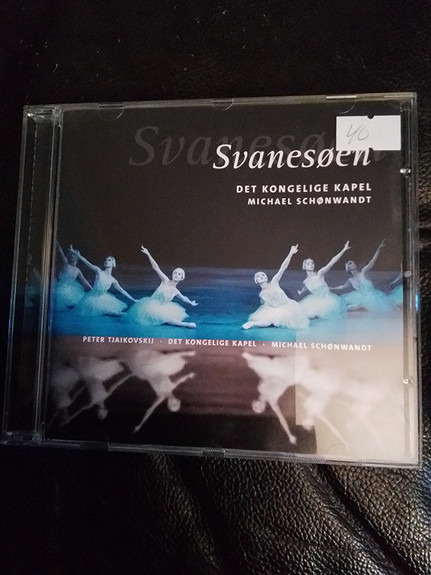 40
Svanesøen
Svanesøen
DET KONGELIGE KAPEL
MICHAEL SCHØNWANDT
PETER TJAIKOVSKIJ · DET KONGELIGE KAPEL · MICHAEL SCHØNWANDT